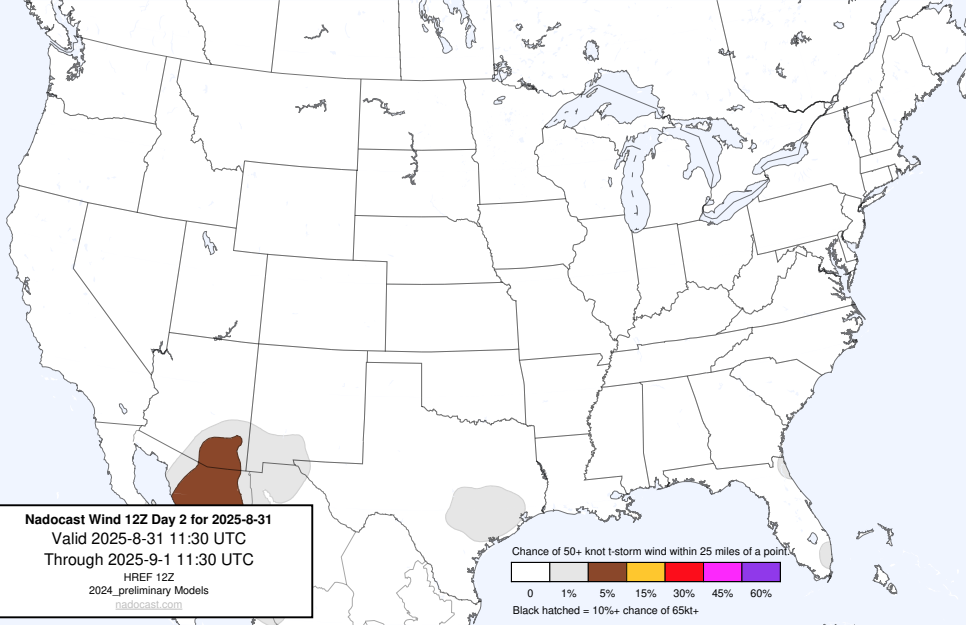 Nadocast Wind 12Z Day 2 for 2025-8-31
Valid 2025-8-31 11:30 UTC
Through 2025-9-1 11:30 UTC
HREF 12Z
2024_preliminary Models
nadocast.com
Chance of 50+ knot t-storm wind within 25 miles of a point.
0 1% 5% 15% 30% 45% 60%
Black hatched = 10%+ chance of 65kt+